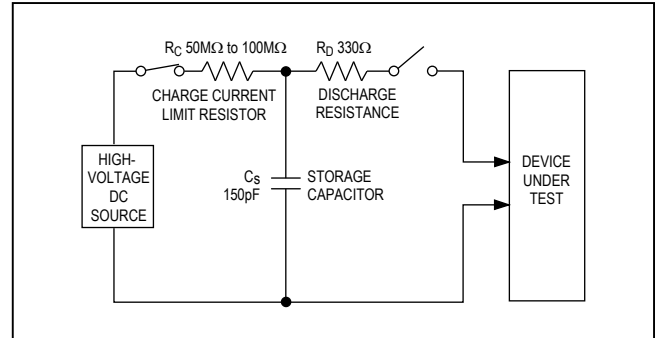 RC 50MΩ to 100MΩ
CHARGE CURRENT
LIMIT RESISTOR
RD 330Ω
DISCHARGE
RESISTANCE
HIGH-
VOLTAGE
DC
SOURCE
CS
150pF
STORAGE
CAPACITOR
DEVICE
UNDER
TEST